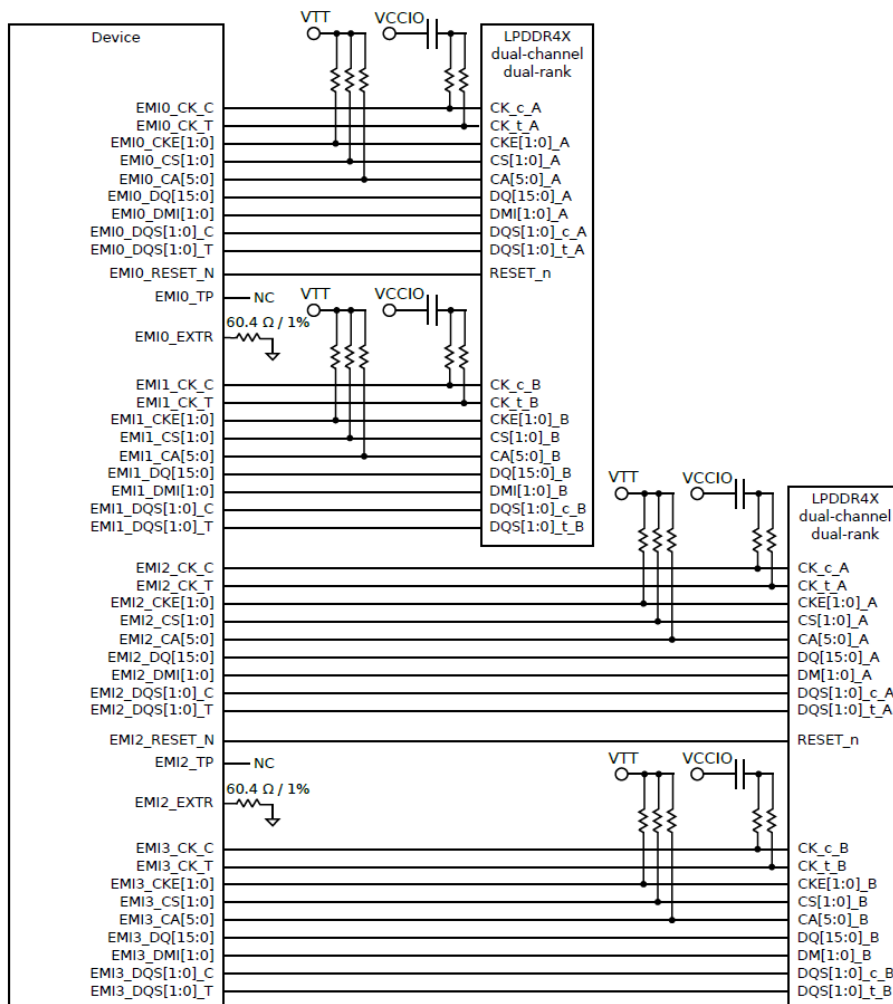 Device
VTT
VCCIO
LPDDR4X
dual-channel
dual-rank
EMI0_CK_C CK_c_A
EMI0_CK_T CK_t_A
EMI0_CKE[1:0] CKE[1:0]_A
EMI0_CS[1:0] CS[1:0]_A
EMI0_CA[5:0] CA[5:0]_A
EMI0_DQ[15:0] DQ[15:0]_A
EMI0_DMI[1:0] DMI[1:0]_A
EMI0_DQS[1:0]_C DQS[1:0]_c_A
EMI0_DQS[1:0]_T DQS[1:0]_t_A
EMI0_RESET_N RESET_n
EMI0_TP NC
VTT
VCCIO
60.4 Ω / 1%
EMI0_EXTR
EMI1_CK_C CK_c_B
EMI1_CK_T CK_t_B
EMI1_CKE[1:0] CKE[1:0]_B
EMI1_CS[1:0] CS[1:0]_B
EMI1_CA[5:0] CA[5:0]_B
EMI1_DQ[15:0] DQ[15:0]_B
EMI1_DMI[1:0] DMI[1:0]_B
EMI1_DQS[1:0]_C DQS[1:0]_c_B
EMI1_DQS[1:0]_T DQS[1:0]_t_B
VTT
VCCIO
LPDDR4X
dual-channel
dual-rank
EMI2_CK_C CK_c_A
EMI2_CK_T CK_t_A
EMI2_CKE[1:0] CKE[1:0]_A
EMI2_CS[1:0] CS[1:0]_A
EMI2_CA[5:0] CA[5:0]_A
EMI2_DQ[15:0] DQ[15:0]_A
EMI2_DMI[1:0] DM[1:0]_A
EMI2_DQS[1:0]_C DQS[1:0]_c_A
EMI2_DQS[1:0]_T DQS[1:0]_t_A
EMI2_RESET_N RESET_n
EMI2_TP NC
VTT
VCCIO
60.4 Ω / 1%
EMI2_EXTR
EMI3_CK_C CK_c_B
EMI3_CK_T CK_t_B
EMI3_CKE[1:0] CKE[1:0]_B
EMI3_CS[1:0] CS[1:0]_B
EMI3_CA[5:0] CA[5:0]_B
EMI3_DQ[15:0] DQ[15:0]_B
EMI3_DMI[1:0] DM[1:0]_B
EMI3_DQS[1:0]_C DQS[1:0]_c_B
EMI3_DQS[1:0]_T DQS[1:0]_t_B